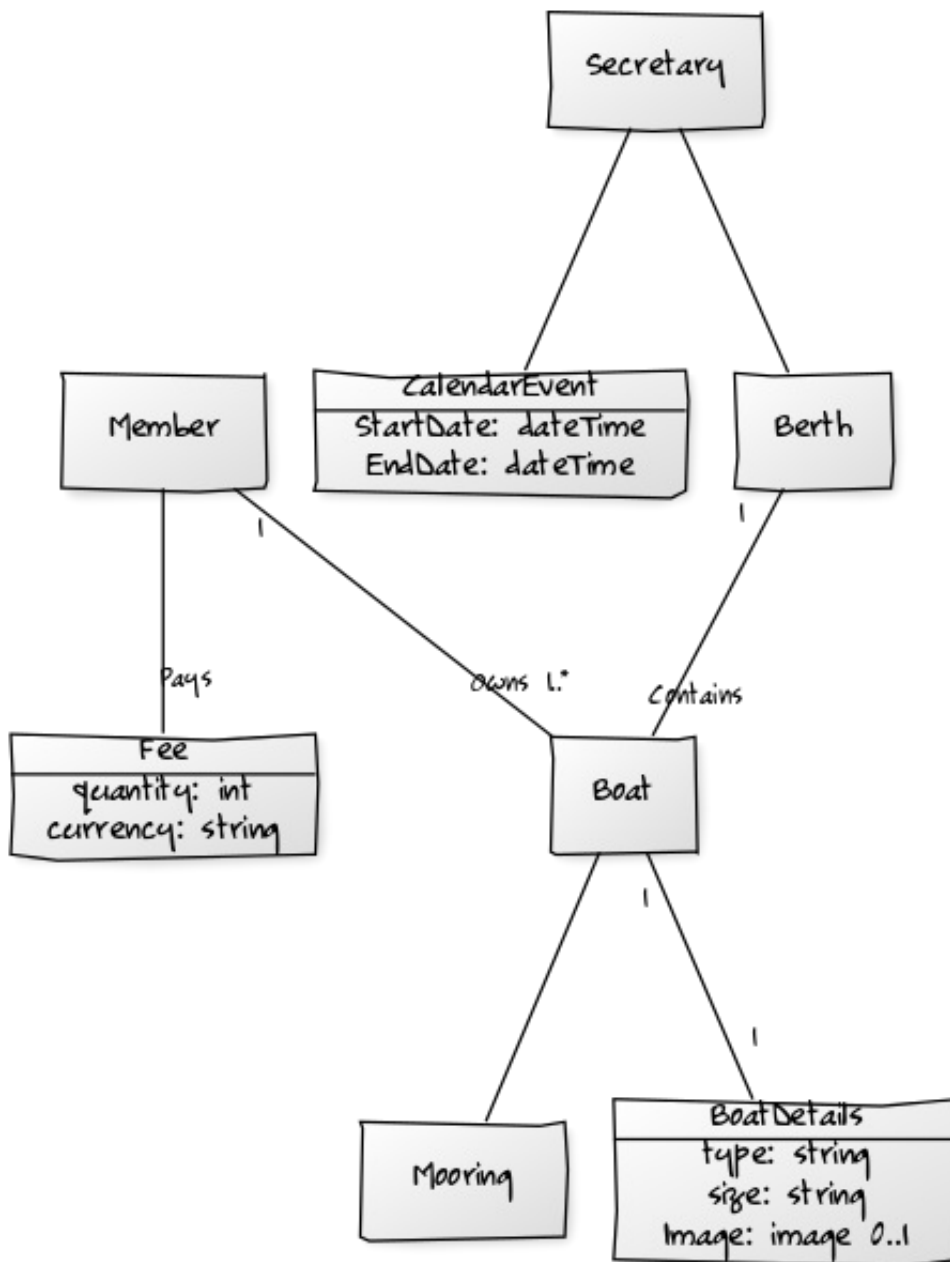 Secretary
Member
CalendarEvent
StartDate: dateTime
EndDate: dateTime
Berth
1
1
Pays
Owns 1..*
Contains
Fee
quantity: int
currency: string
Boat
1
1
Mooring
BoatDetails
type: string
size: string
Image: image 0..1